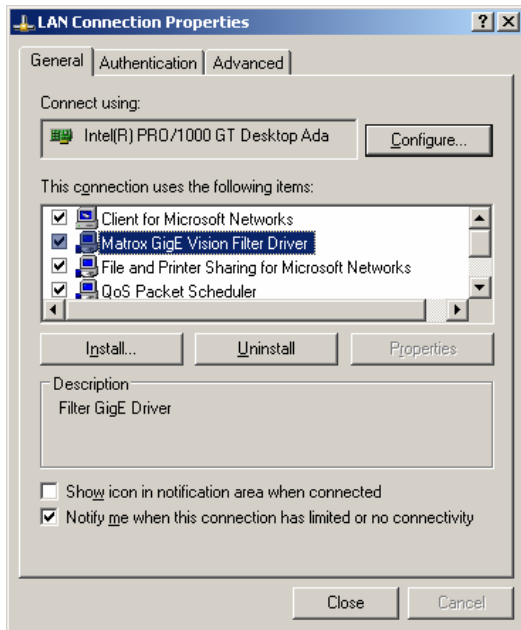 LAN Connection Properties
General Authentication Advanced
Connect using:
Intel(R) PRO/1000 GT Desktop Ada Configure...
This connection uses the following items:
Client for Microsoft Networks
Matrox GigE Vision Filter Driver
File and Printer Sharing for Microsoft Networks
QoS Packet Scheduler
Install... Uninstall Properties
Description
Filter GigE Driver
Show icon in notification area when connected
Notify me when this connection has limited or no connectivity
Close Cancel